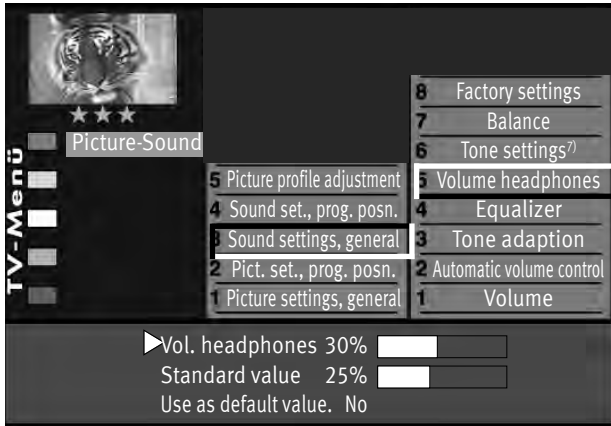 TV-Menü
Picture-Sound
5 Picture profile adjustment
4 Sound set., prog. posn.
3 Sound settings, general
2 Pict. set., prog. posn.
1 Picture settings, general
8 Factory settings
7 Balance
6 Tone settings7)
5 Volume headphones
4 Equalizer
3 Tone adaption
2 Automatic volume control
1 Volume
Vol. headphones 30%
Standard value 25%
Use as default value. No